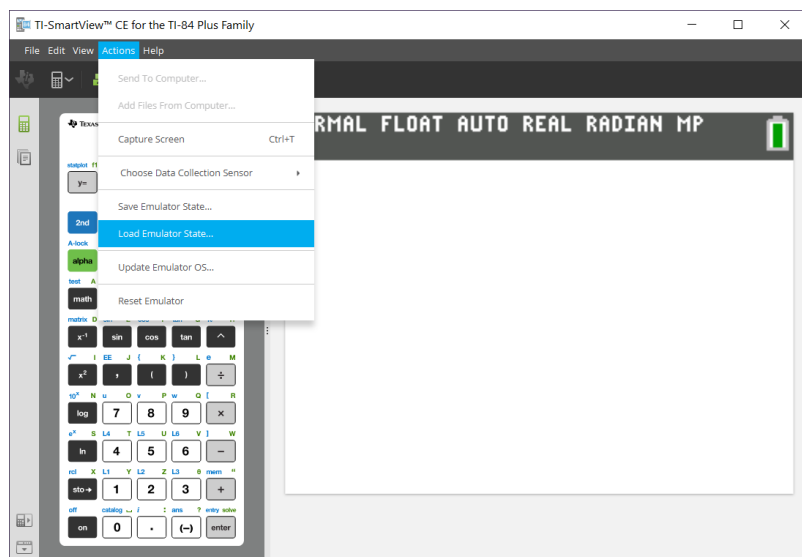 TI-SmartView™ CE for the TI-84 Plus Family
File Edit View Actions Help
Send To Computer...
Add Files From Computer...
Capture Screen Ctrl+T
Choose Data Collection Sensor
Save Emulator State...
Load Emulator State...
Update Emulator OS...
Reset Emulator
RMAL FLOAT AUTO REAL RADIAN MP
TEXAS
statplot f1
y=
2nd
A-lock
alpha
test A
math
matrix D
x⁻¹ sin cos tan ^
√ I EE J { K } L e M
x² , ( ) ÷
10ˣ N u O v P w Q [ R
log 7 8 9 ×
eˣ S L4 T L5 U L6 V ] W
ln 4 5 6 −
rcl X L1 Y L2 Z L3 θ mem "
sto→ 1 2 3 +
off catalog ␣ i : ans ? entry solve
on 0 . (−) enter